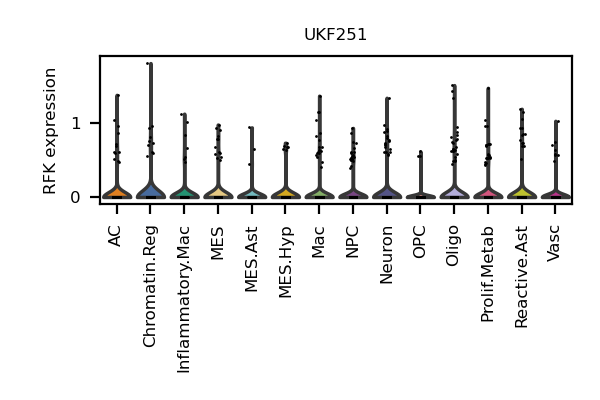 UKF251
RFK expression
1
0
AC
Chromatin.Reg
Inflammatory.Mac
MES
MES.Ast
MES.Hyp
Mac
NPC
Neuron
OPC
Oligo
Prolif.Metab
Reactive.Ast
Vasc